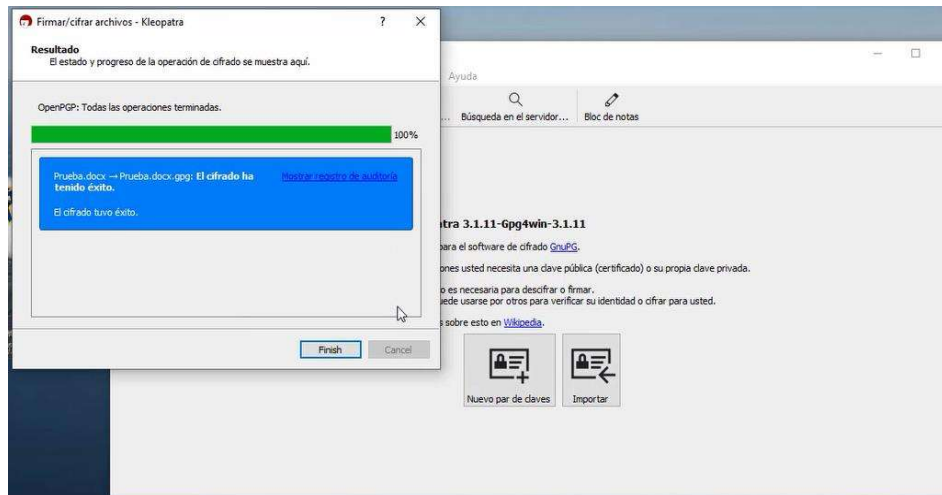 Firmar/cifrar archivos - Kleopatra
Resultado
El estado y progreso de la operación de cifrado se muestra aquí.
OpenPGP: Todas las operaciones terminadas.
100%
Prueba.docx → Prueba.docx.gpg: El cifrado ha
tenido éxito.
Mostrar registro de auditoría
El cifrado tuvo éxito.
Finish
Cancel
Ayuda
... Búsqueda en el servidor...
Bloc de notas
tra 3.1.11-Gpg4win-3.1.11
para el software de cifrado GnuPG.
ones usted necesita una clave pública (certificado) o su propia clave privada.
o es necesaria para descifrar o firmar.
uede usarse por otros para verificar su identidad o cifrar para usted.
s sobre esto en Wikipedia.
Nuevo par de claves
Importar